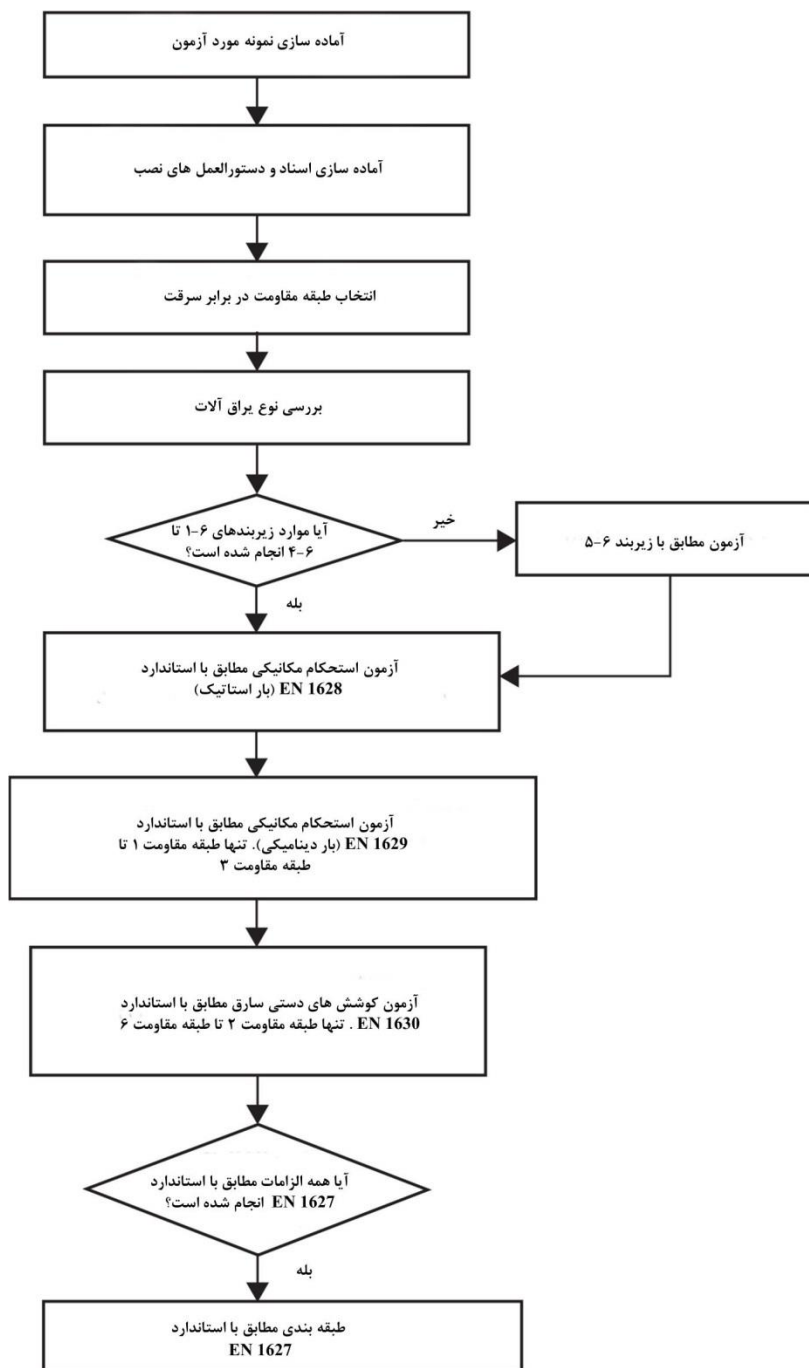 آماده سازی نمونه مورد آزمون
آماده سازی اسناد و دستورالعمل های نصب
انتخاب طبقه مقاومت در برابر سرقت
بررسی نوع یراق آلات
آیا موارد زیربندهای ۶-۱ تا
۶-۴ انجام شده است؟
خیر
آزمون مطابق با زیربند ۶-۵
بله
آزمون استحکام مکانیکی مطابق با استاندارد
EN 1628 (بار استاتیک)
آزمون استحکام مکانیکی مطابق با استاندارد
EN 1629 (بار دینامیکی). تنها طبقه مقاومت ۱ تا
طبقه مقاومت ۳
آزمون کوشش های دستی سارق مطابق با استاندارد
EN 1630 . تنها طبقه مقاومت ۲ تا طبقه مقاومت ۶
آیا همه الزامات مطابق با استاندارد
EN 1627 انجام شده است؟
بله
طبقه بندی مطابق با استاندارد
EN 1627